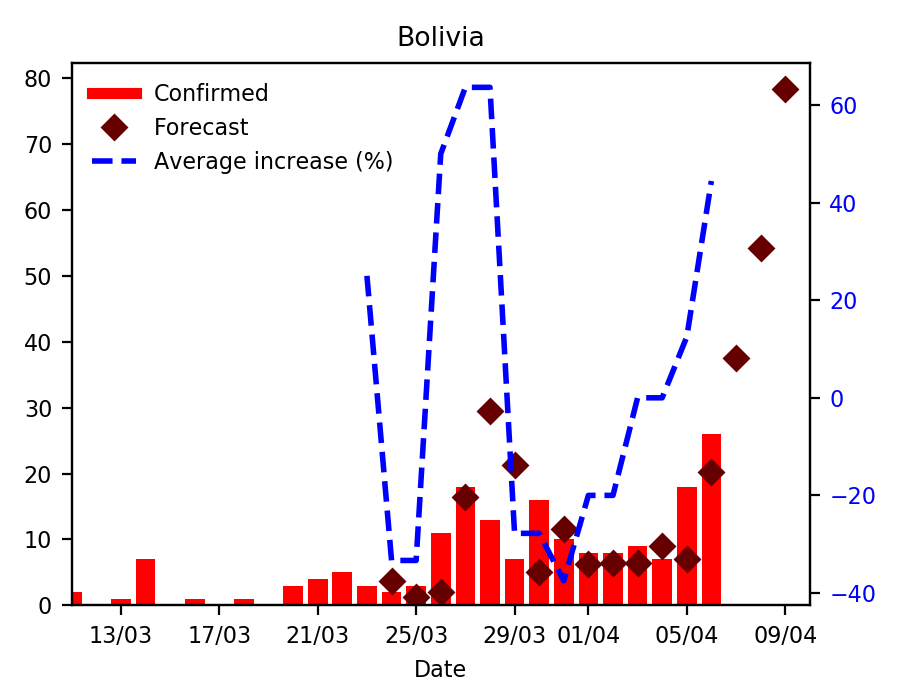 Bolivia
Confirmed
Forecast
Average increase (%)
80
70
60
50
40
30
20
10
0
60
40
20
0
−20
−40
13/03 17/03 21/03 25/03 29/03 01/04 05/04 09/04
Date